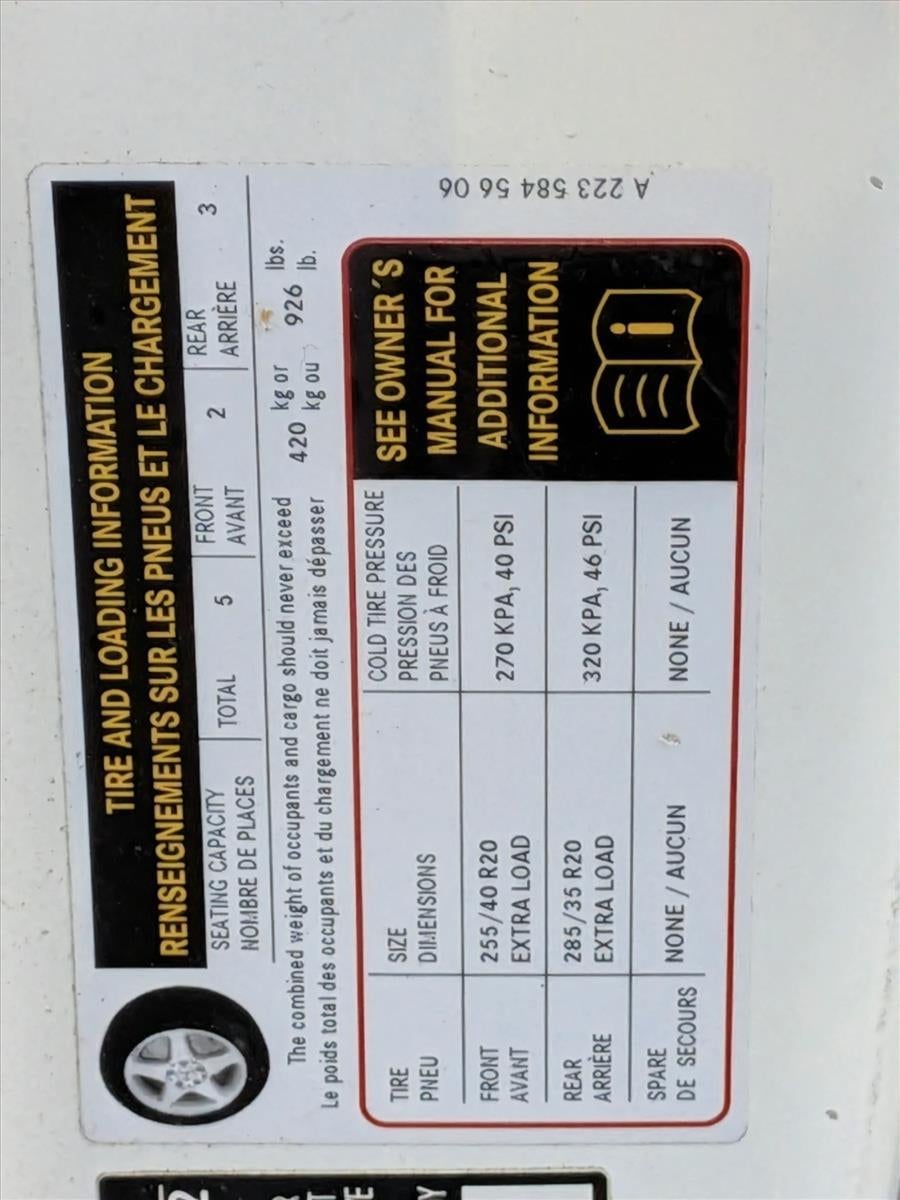 TIRE AND LOADING INFORMATION
RENSEIGNEMENTS SUR LES PNEUS ET LE CHARGEMENT
SEATING CAPACITY
NOMBRE DE PLACES
TOTAL 5
FRONT
AVANT
2
REAR
ARRIÈRE
3
The combined weight of occupants and cargo should never exceed 420 kg or 926 lbs.
Le poids total des occupants et du chargement ne doit jamais dépasser kg ou lb.
TIRE
PNEU
SIZE
DIMENSIONS
COLD TIRE PRESSURE
PRESSION DES
PNEUS À FROID
FRONT
AVANT
255/40 R20
EXTRA LOAD
270 KPA, 40 PSI
REAR
ARRIÈRE
285/35 R20
EXTRA LOAD
320 KPA, 46 PSI
SPARE
DE SECOURS
NONE / AUCUN
NONE / AUCUN
SEE OWNER'S
MANUAL FOR
ADDITIONAL
INFORMATION
A 223 584 56 06